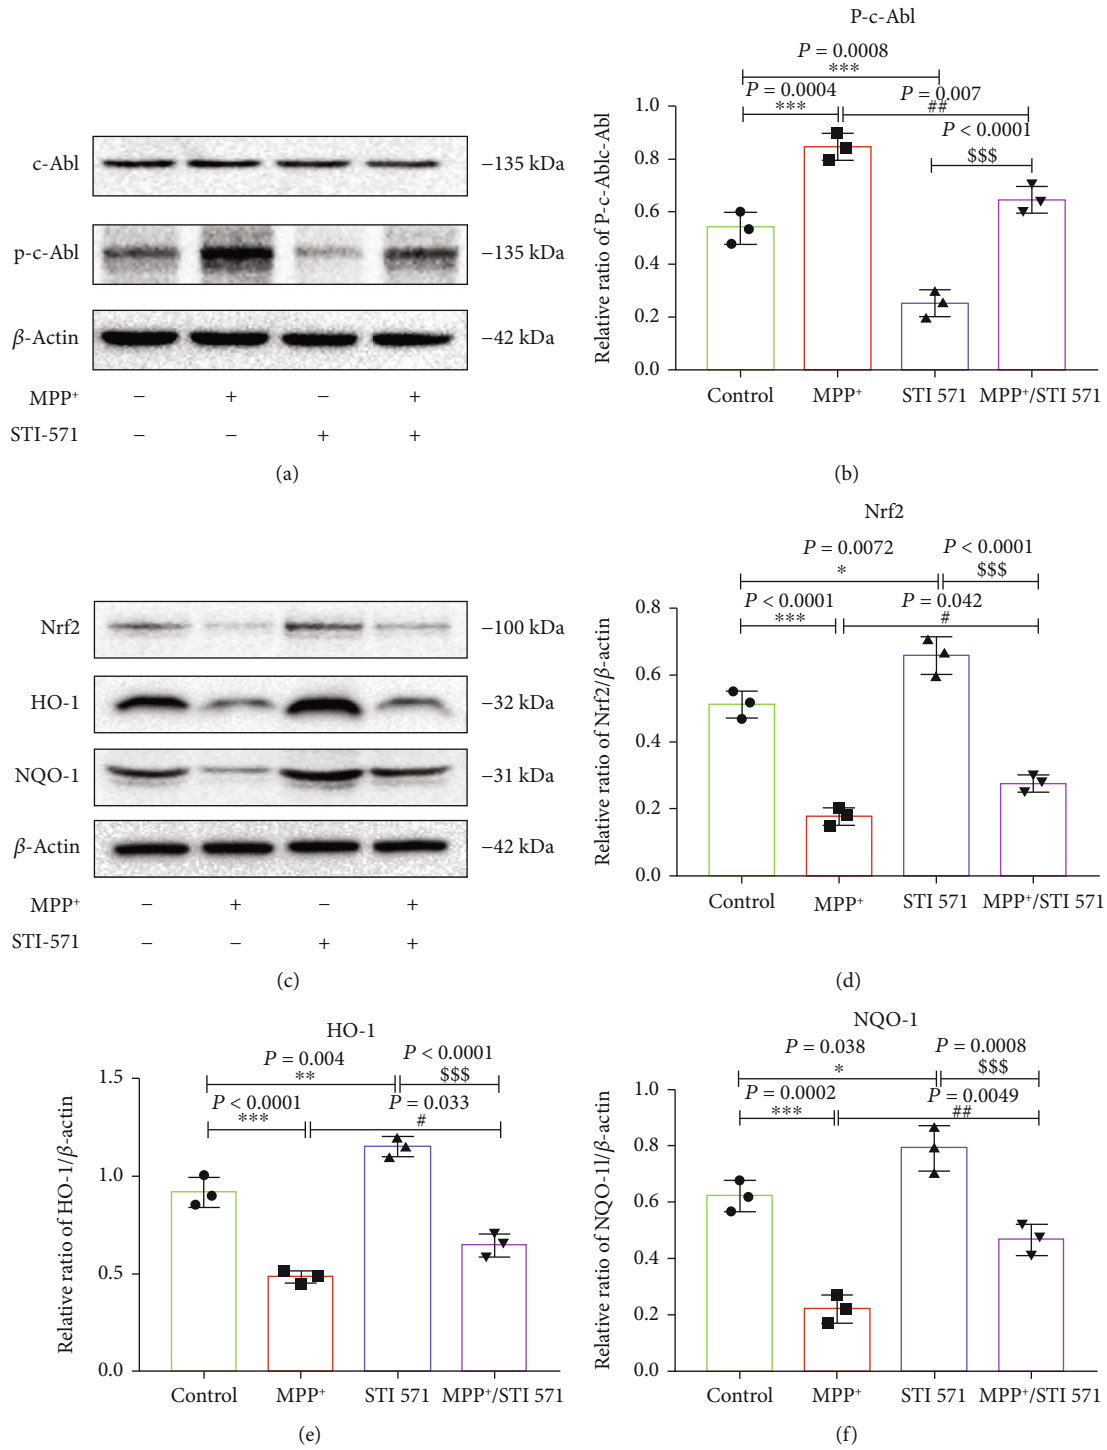 c-Abl
−135 kDa
p-c-Abl
−135 kDa
β-Actin
−42 kDa
MPP⁺ − + − +
STI-571 − − + +
(a)
P-c-Abl
P = 0.0008
***
P = 0.0004
***
P = 0.007
##
P < 0.0001
$$$
Relative ratio of P-c-Ablc-Abl
1.0
0.8
0.6
0.4
0.2
0.0
Control MPP⁺ STI 571 MPP⁺/STI 571
(b)
Nrf2
−100 kDa
HO-1
−32 kDa
NQO-1
−31 kDa
β-Actin
−42 kDa
MPP⁺ − + − +
STI-571 − − + +
(c)
Nrf2
P = 0.0072
*
P < 0.0001
$$$
P < 0.0001
***
P = 0.042
#
Relative ratio of Nrf2/β-actin
0.8
0.6
0.4
0.2
0.0
Control MPP⁺ STI 571 MPP⁺/STI 571
(d)
HO-1
P = 0.004
**
P < 0.0001
$$$
P < 0.0001
***
P = 0.033
#
Relative ratio of HO-1/β-actin
1.5
1.0
0.5
0.0
Control MPP⁺ STI 571 MPP⁺/STI 571
(e)
NQO-1
P = 0.038
*
P = 0.0008
$$$
P = 0.0002
***
P = 0.0049
##
Relative ratio of NQO-1l/β-actin
1.0
0.8
0.6
0.4
0.2
0.0
Control MPP⁺ STI 571 MPP⁺/STI 571
(f)